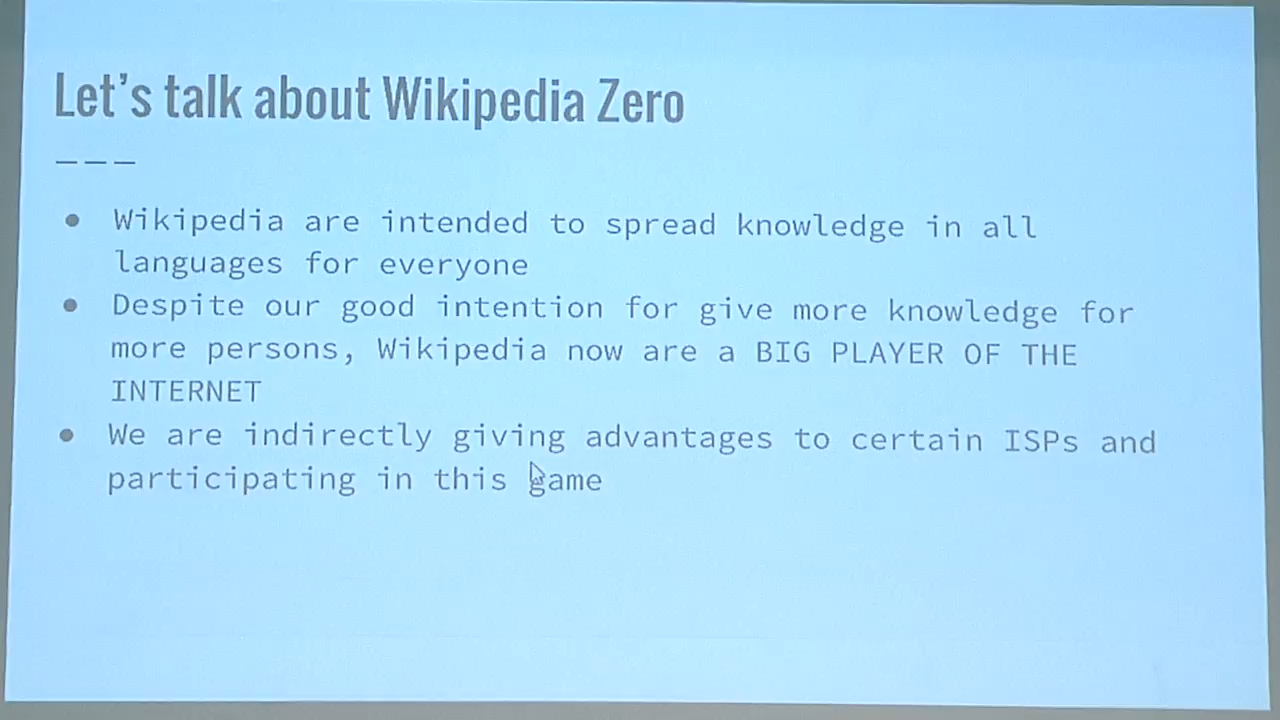 Let's talk about Wikipedia Zero
———
● Wikipedia are intended to spread knowledge in all
languages for everyone
● Despite our good intention for give more knowledge for
more persons, Wikipedia now are a BIG PLAYER OF THE
INTERNET
● We are indirectly giving advantages to certain ISPs and
participating in this game